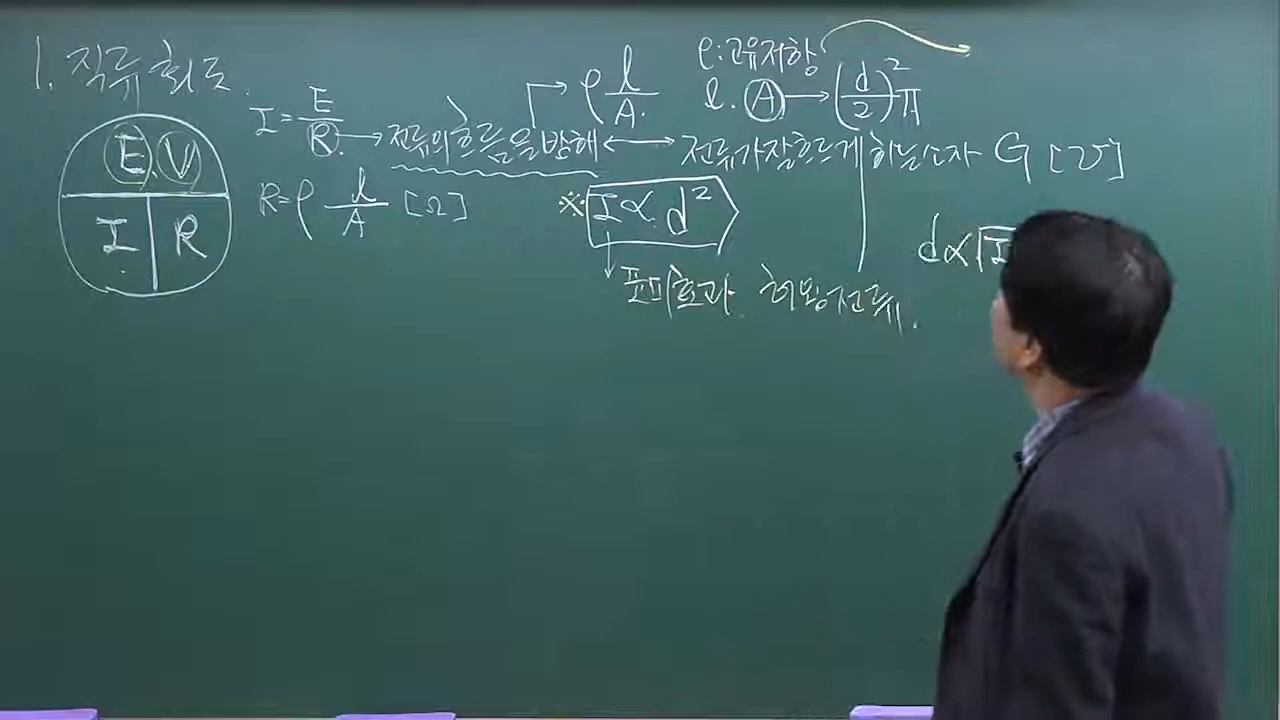 1. 직류 회로.
E, V
I R
I = E/R → 전류의 흐름을 방해 ↔ 전류가 잘 흐르게 하는 소자 G [℧]
→ ρ l/A
ρ: 고유저항
l. A → (d/2)²π
R = ρ l/A [Ω]
※ I ∝ d²
표피효과 허용전류.
d ∝ √I